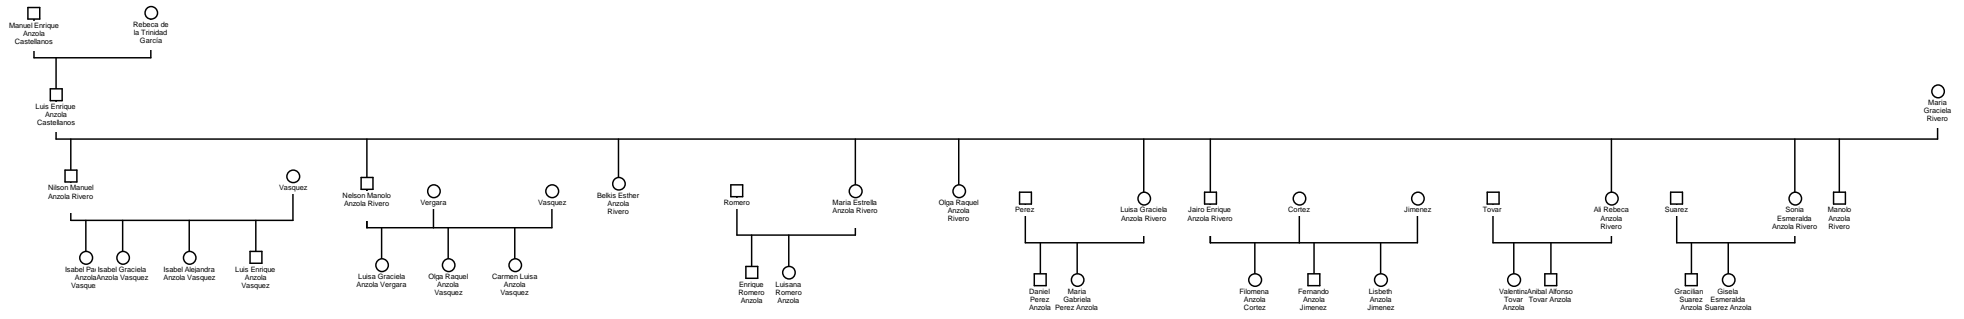 Manuel Enrique
Anzola
Castellanos
Rebeca de
la Trinidad
García
Luis Enrique
Anzola
Castellanos
Maria
Graciela
Rivero
Nilson Manuel
Anzola Rivero
Vasquez
Nelson Manolo
Anzola Rivero
Vergara
Vasquez
Belkis Esther
Anzola
Rivero
Romero
Maria Estrella
Anzola Rivero
Olga Raquel
Anzola
Rivero
Perez
Luisa Graciela
Anzola Rivero
Jairo Enrique
Anzola Rivero
Cortez
Jimenez
Tovar
Ali Rebeca
Anzola
Rivero
Suarez
Sonia
Esmeralda
Anzola Rivero
Manolo
Anzola
Rivero
Isabel
Anzola
Vasquez
Isabel Graciela
Anzola Vasquez
Isabel Alejandra
Anzola Vasquez
Luis Enrique
Anzola
Vasquez
Luisa Graciela
Anzola Vergara
Olga Raquel
Anzola
Vasquez
Carmen Luisa
Anzola
Vasquez
Enrique
Romero
Anzola
Luisana
Romero
Anzola
Daniel
Perez
Anzola
Maria
Gabriela
Perez Anzola
Filomena
Anzola
Cortez
Fernando
Anzola
Jimenez
Lisbeth
Anzola
Jimenez
Valentina
Tovar
Anzola
Anibal Alfonso
Tovar Anzola
Gracilian
Suarez
Anzola
Gisela
Esmeralda
Suarez Anzola